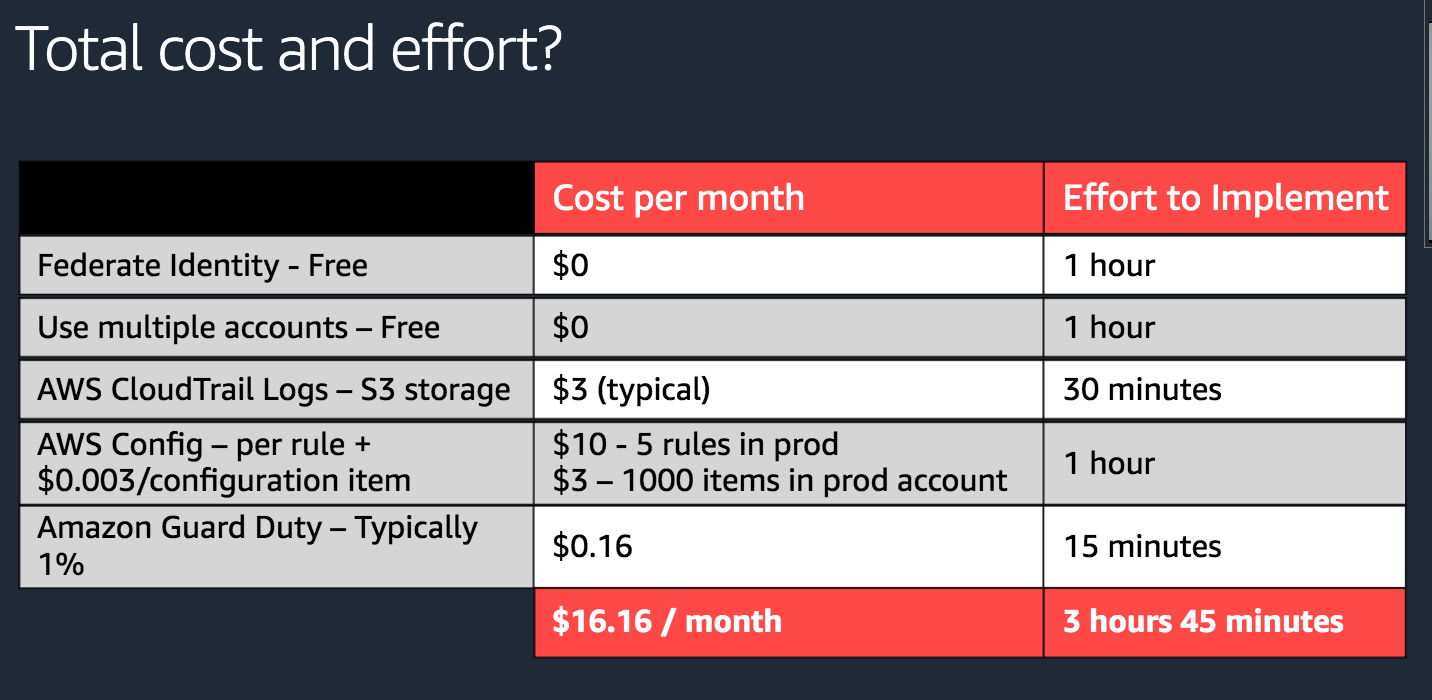 Total cost and effort?
Cost per month
Effort to Implement
Federate Identity - Free
$0
1 hour
Use multiple accounts – Free
$0
1 hour
AWS CloudTrail Logs – S3 storage
$3 (typical)
30 minutes
AWS Config – per rule +
$0.003/configuration item
$10 - 5 rules in prod
$3 – 1000 items in prod account
1 hour
Amazon Guard Duty – Typically
1%
$0.16
15 minutes
$16.16 / month
3 hours 45 minutes